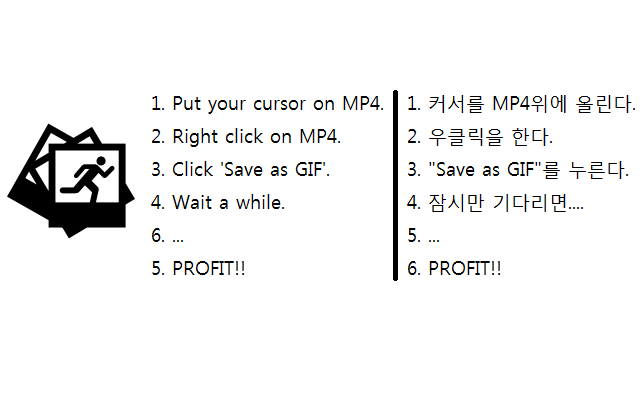 1. Put your cursor on MP4.
2. Right click on MP4.
3. Click 'Save as GIF'.
4. Wait a while.
6. ...
5. PROFIT!!
1. 커서를 MP4위에 올린다.
2. 우클릭을 한다.
3. "Save as GIF"를 누른다.
4. 잠시만 기다리면....
5. ...
6. PROFIT!!